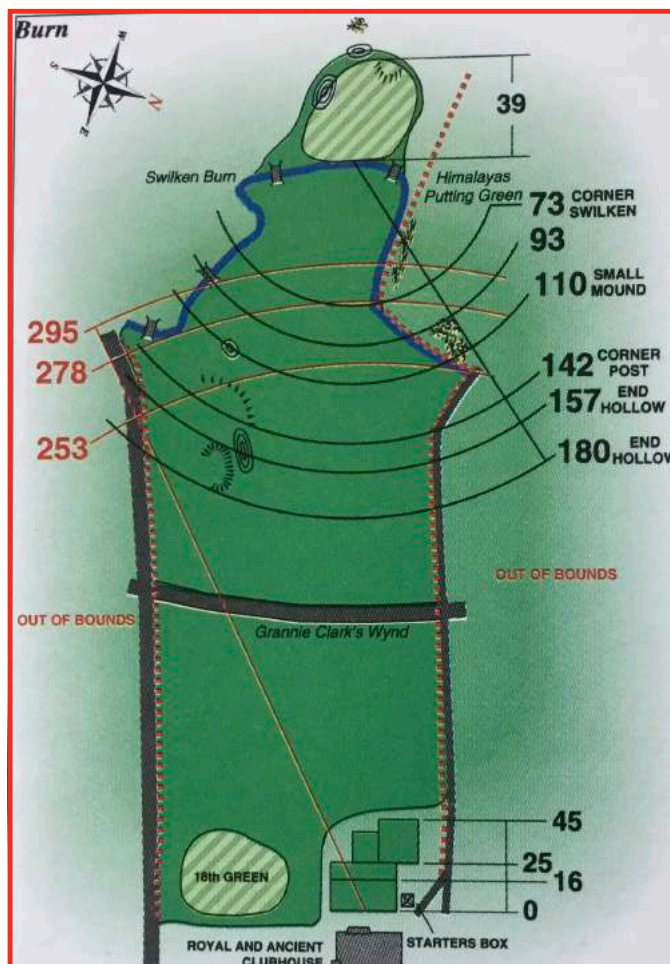 Burn
W
S
N
E
39
Swilken Burn
Himalayas
Putting Green
73 CORNER
SWILKEN
93
110 SMALL
MOUND
295
278
142 CORNER
POST
157 END
HOLLOW
253
180 END
HOLLOW
OUT OF BOUNDS
OUT OF BOUNDS
Grannie Clark's Wynd
45
18th GREEN
25
16
0
ROYAL AND ANCIENT
CLUBHOUSE
STARTERS BOX